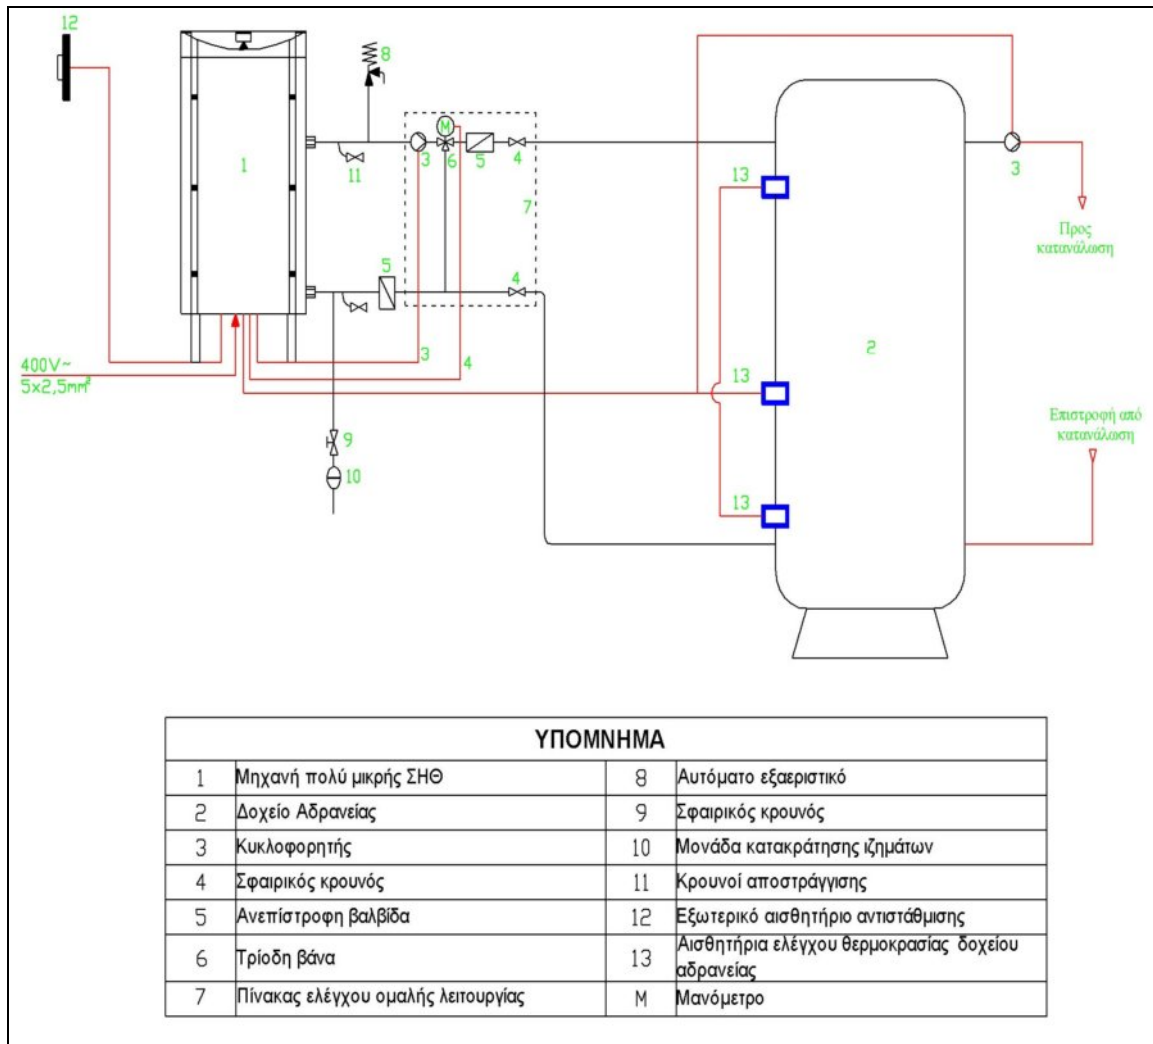 12
8
M
1
3
6
5
4
3
11
7
13
Προς
κατανάλωση
5
4
2
400V~
5x2,5mm²
3
4
13
Επιστροφή από
κατανάλωση
9
10
13
ΥΠΟΜΝΗΜΑ
1 Μηχανή πολύ μικρής ΣΗΘ 8 Αυτόματο εξαεριστικό
2 Δοχείο Αδρανείας 9 Σφαιρικός κρουνός
3 Κυκλοφορητής 10 Μονάδα κατακράτησης ιζημάτων
4 Σφαιρικός κρουνός 11 Κρουνοί αποστράγγισης
5 Ανεπίστροφη βαλβίδα 12 Εξωτερικό αισθητήριο αντιστάθμισης
6 Τρίοδη βάνα 13 Αισθητήρια ελέγχου θερμοκρασίας δοχείου
αδρανείας
7 Πίνακας ελέγχου ομαλής λειτουργίας M Μανόμετρο